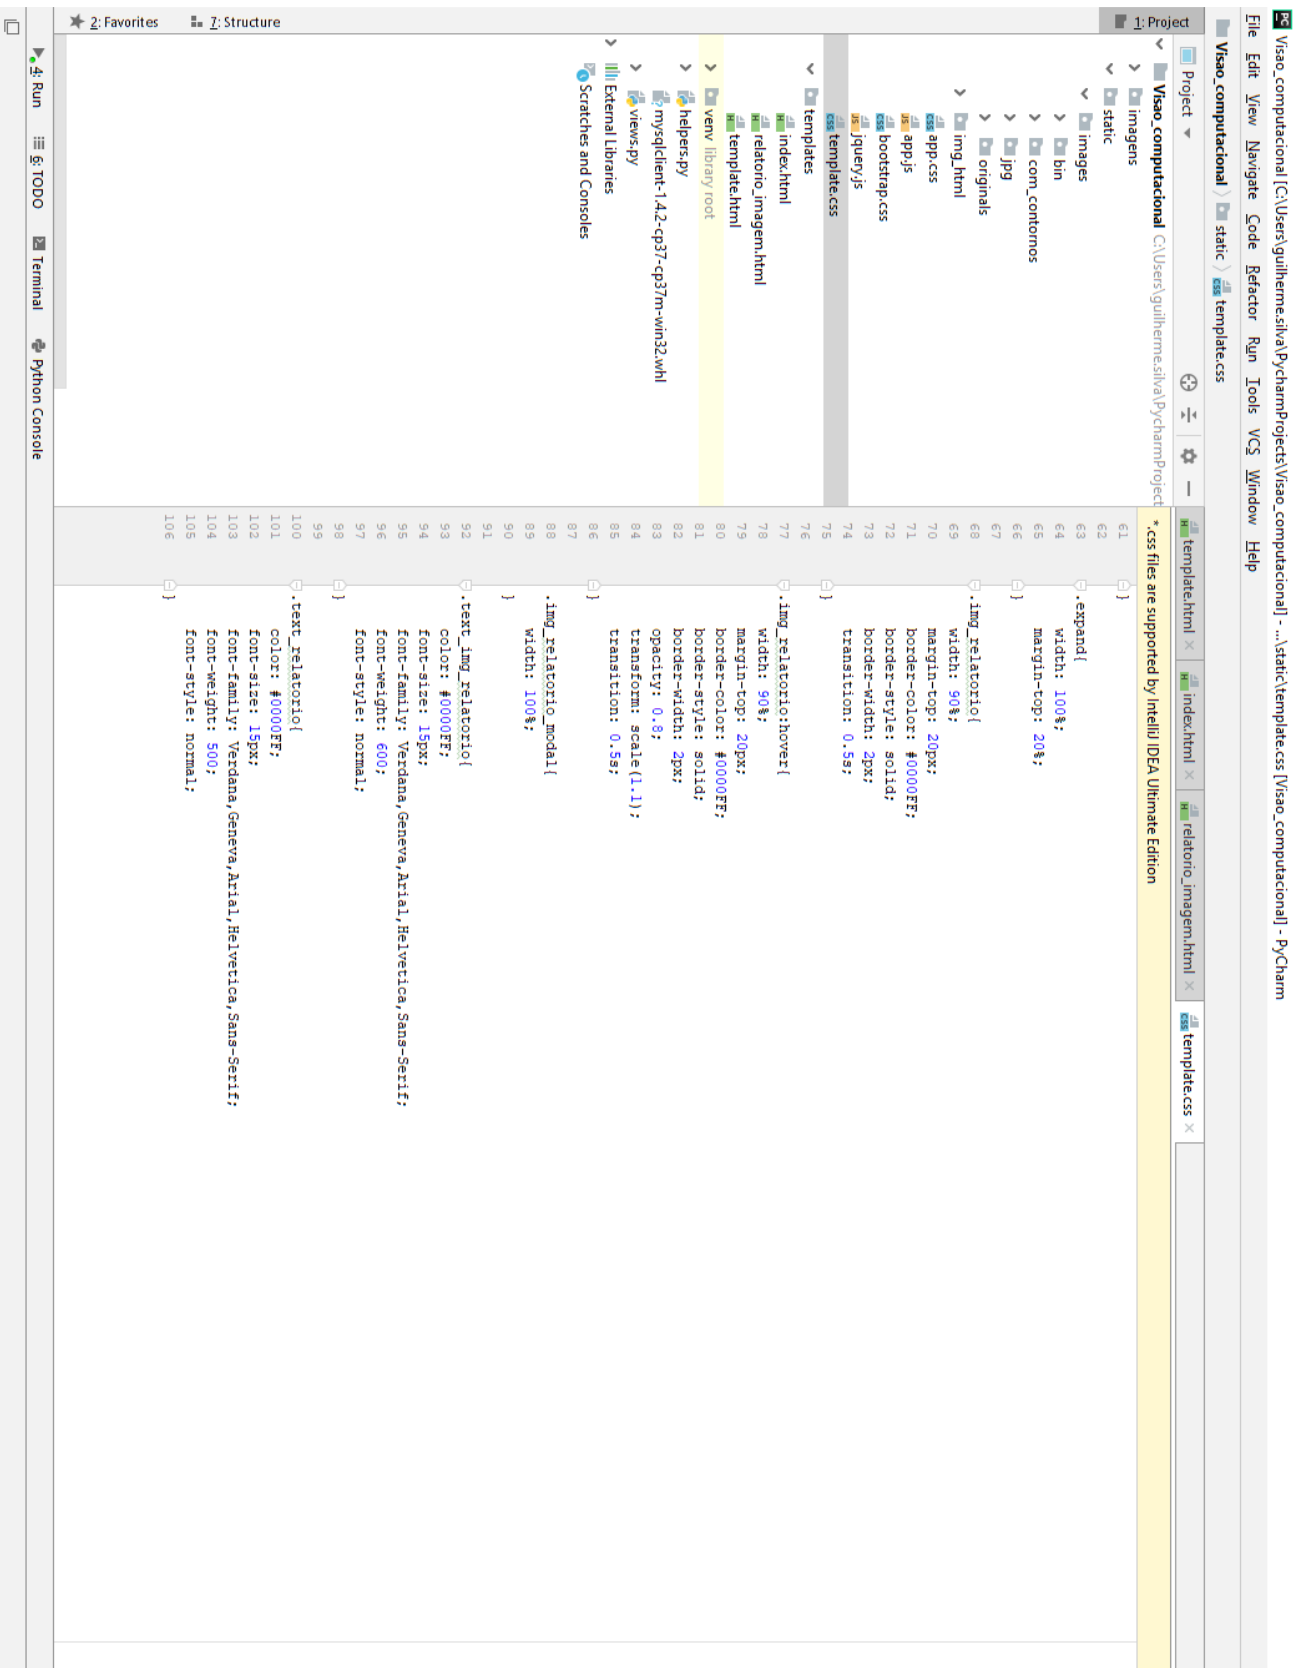 Visao_computacional [C:\Users\guilherme.silva\PycharmProjects\Visao_computacional] - ...\static\template.css [Visao_computacional] - PyCharm
File Edit View Navigate Code Refactor Run Tools VCS Window Help
Visao_computacional static template.css
Project
template.html
index.html
relatorio_imagem.html
template.css
1: Project
7: Structure
2: Favorites
Visao_computacional C:\Users\guilherme.silva\PycharmProject
imagens
static
images
bin
com_contornos
jpg
originals
img_html
app.css
app.js
bootstrap.css
jquery.js
template.css
templates
index.html
relatorio_imagem.html
template.html
venv library root
helpers.py
mysqlclient-1.4.2-cp37-cp37m-win32.whl
views.py
External Libraries
Scratches and Consoles
*.css files are supported by IntelliJ IDEA Ultimate Edition
61 }
62
63 .expand{
64 width: 100%;
65 margin-top: 20%;
66 }
67
68 .img_relatorio{
69 width: 90%;
70 margin-top: 20px;
71 border-color: #0000FF;
72 border-style: solid;
73 border-width: 2px;
74 transition: 0.5s;
75 }
76
77 .img_relatorio:hover{
78 width: 90%;
79 margin-top: 20px;
80 border-color: #0000FF;
81 border-style: solid;
82 border-width: 2px;
83 opacity: 0.8;
84 transform: scale(1.1);
85 transition: 0.5s;
86 }
87
88 .img_relatorio_modal{
89 width: 100%;
90 }
91
92 .text_img_relatorio{
93 color: #0000FF;
94 font-size: 15px;
95 font-family: Verdana,Geneva,Arial,Helvetica,Sans-Serif;
96 font-weight: 600;
97 font-style: normal;
98 }
99
100 .text_relatorio{
101 color: #0000FF;
102 font-size: 15px;
103 font-family: Verdana,Geneva,Arial,Helvetica,Sans-Serif;
104 font-weight: 500;
105 font-style: normal;
106 }
4: Run 6: TODO Terminal Python Console